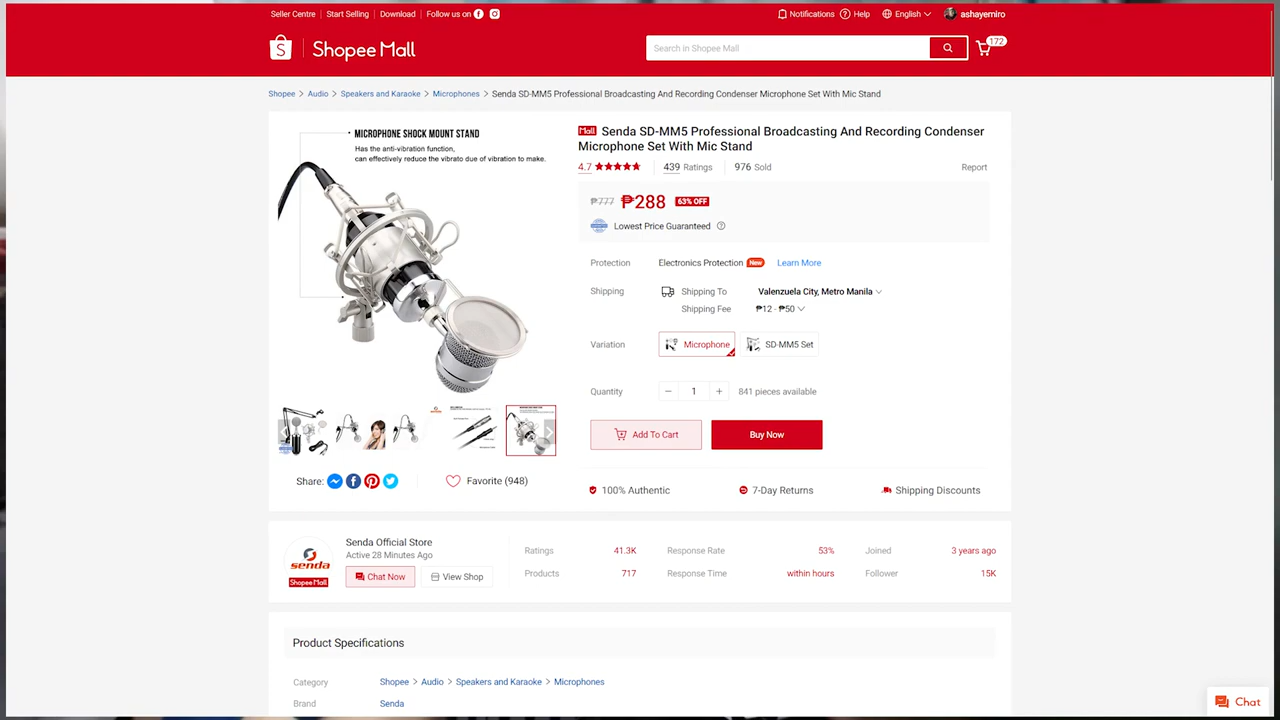 Seller Centre | Start Selling | Download | Follow us on
Notifications Help English ashayemiro
Shopee Mall
Search in Shopee Mall
172
Shopee > Audio > Speakers and Karaoke > Microphones > Senda SD-MM5 Professional Broadcasting And Recording Condenser Microphone Set With Mic Stand
MICROPHONE SHOCK MOUNT STAND
Has the anti-vibration function,
can effectively reduce the vibrato due of vibration to make.
Mall Senda SD-MM5 Professional Broadcasting And Recording Condenser
Microphone Set With Mic Stand
4.7 439 Ratings 976 Sold Report
₱777 ₱288 63% OFF
Lowest Price Guaranteed
Protection Electronics Protection New Learn More
Shipping Shipping To Valenzuela City, Metro Manila
Shipping Fee ₱12 - ₱50
Variation Microphone SD-MM5 Set
Quantity − 1 + 841 pieces available
Add To Cart Buy Now
Share: Favorite (948)
100% Authentic 7-Day Returns Shipping Discounts
senda
Shopee Mall
Senda Official Store
Active 28 Minutes Ago
Chat Now View Shop
Ratings 41.3K Response Rate 53% Joined 3 years ago
Products 717 Response Time within hours Follower 15K
Product Specifications
Category Shopee > Audio > Speakers and Karaoke > Microphones
Brand Senda
Chat